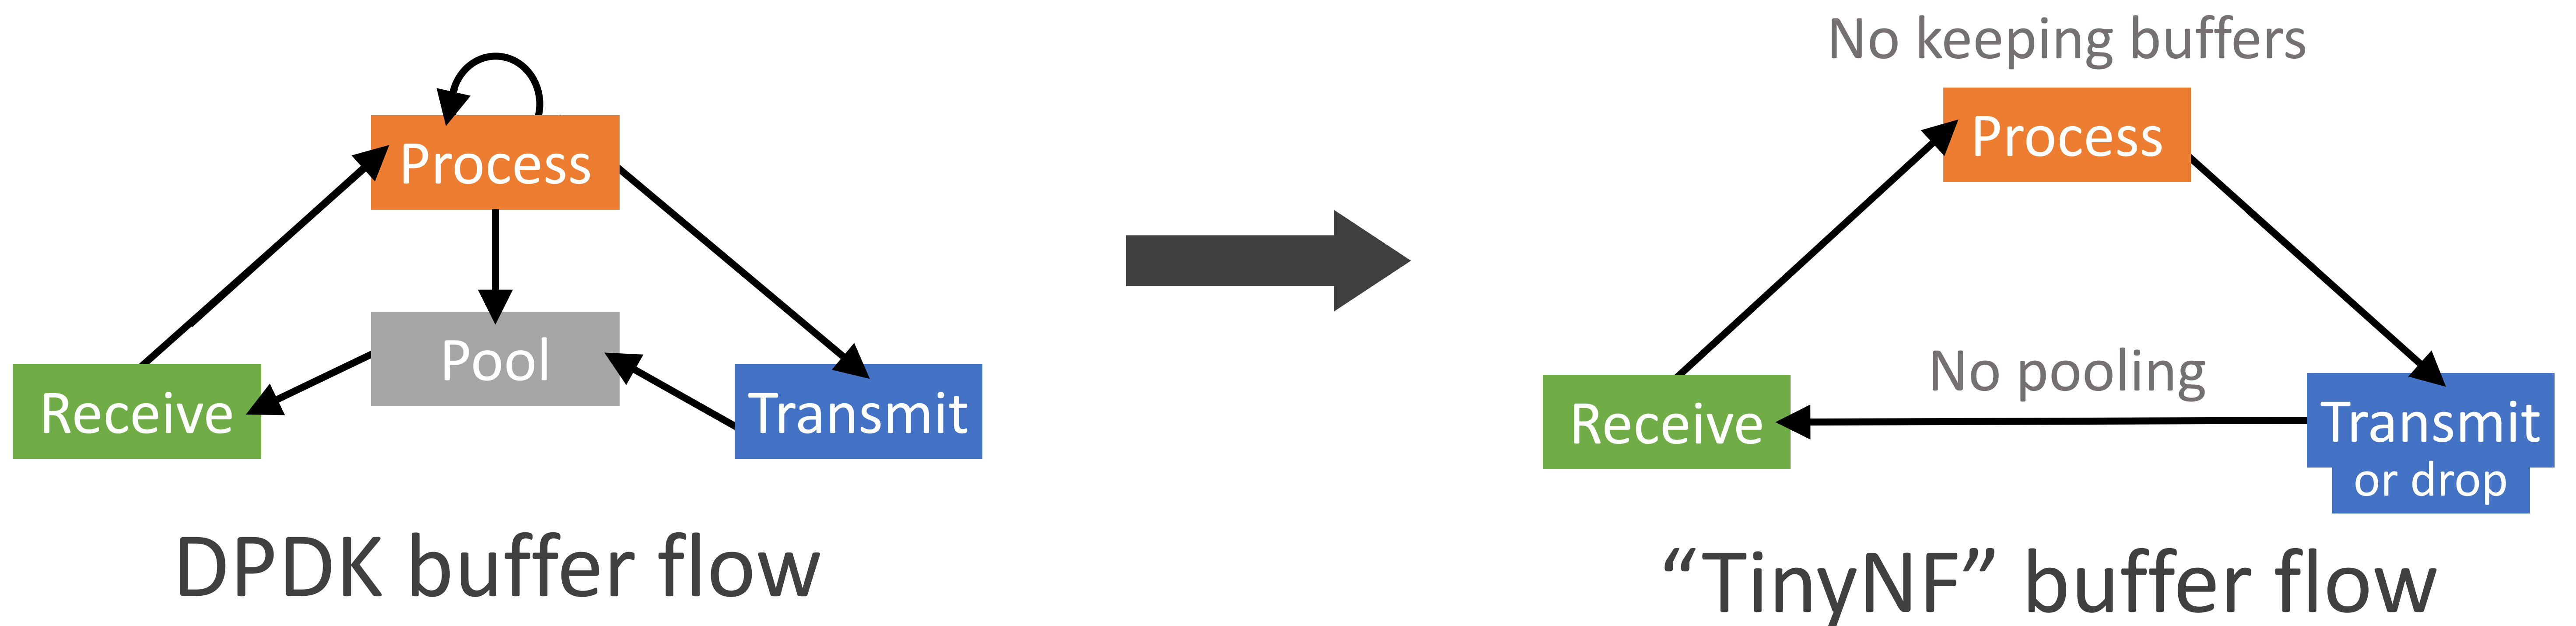 Process
Pool
Receive
Transmit
DPDK buffer flow
No keeping buffers
Process
No pooling
Receive
Transmit
or drop
“TinyNF” buffer flow